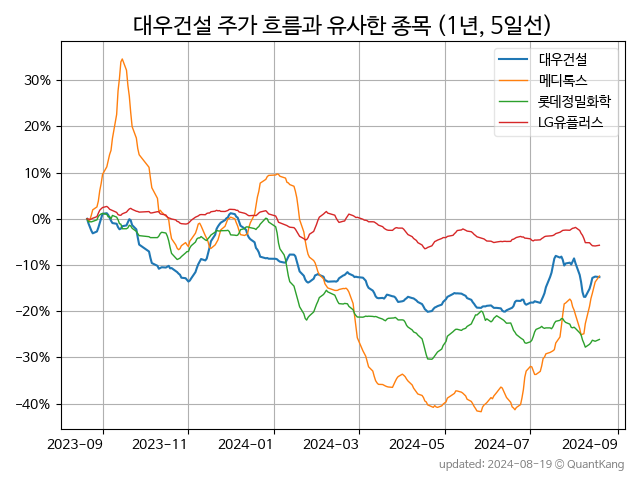 대우건설 주가 흐름과 유사한 종목 (1년, 5일선)
대우건설
메디톡스
롯데정밀화학
LG유플러스
30%
20%
10%
0%
−10%
−20%
−30%
−40%
2023-09 2023-11 2024-01 2024-03 2024-05 2024-07 2024-09
updated: 2024-08-19 © QuantKang